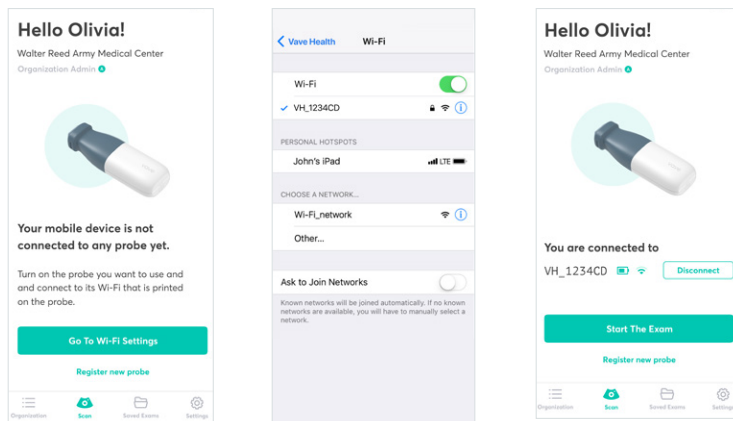 Hello Olivia!
Walter Reed Army Medical Center
Organization Admin
Your mobile device is not
connected to any probe yet.
Turn on the probe you want to use and
and connect to its Wi-Fi that is printed
on the probe.
Go To Wi-Fi Settings
Register new probe
Organization
Scan
Saved Exams
Settings
Vave Health
Wi-Fi
Wi-Fi
VH_1234CD
PERSONAL HOTSPOTS
John's iPad
LTE
CHOOSE A NETWORK...
Wi-Fi_network
Other...
Ask to Join Networks
Known networks will be joined automatically. If no known
networks are available, you will have to manually select a
network.
Hello Olivia!
Walter Reed Army Medical Center
Organization Admin
You are connected to
VH_1234CD
Disconnect
Start The Exam
Register new probe
Organization
Scan
Saved Exams
Settings